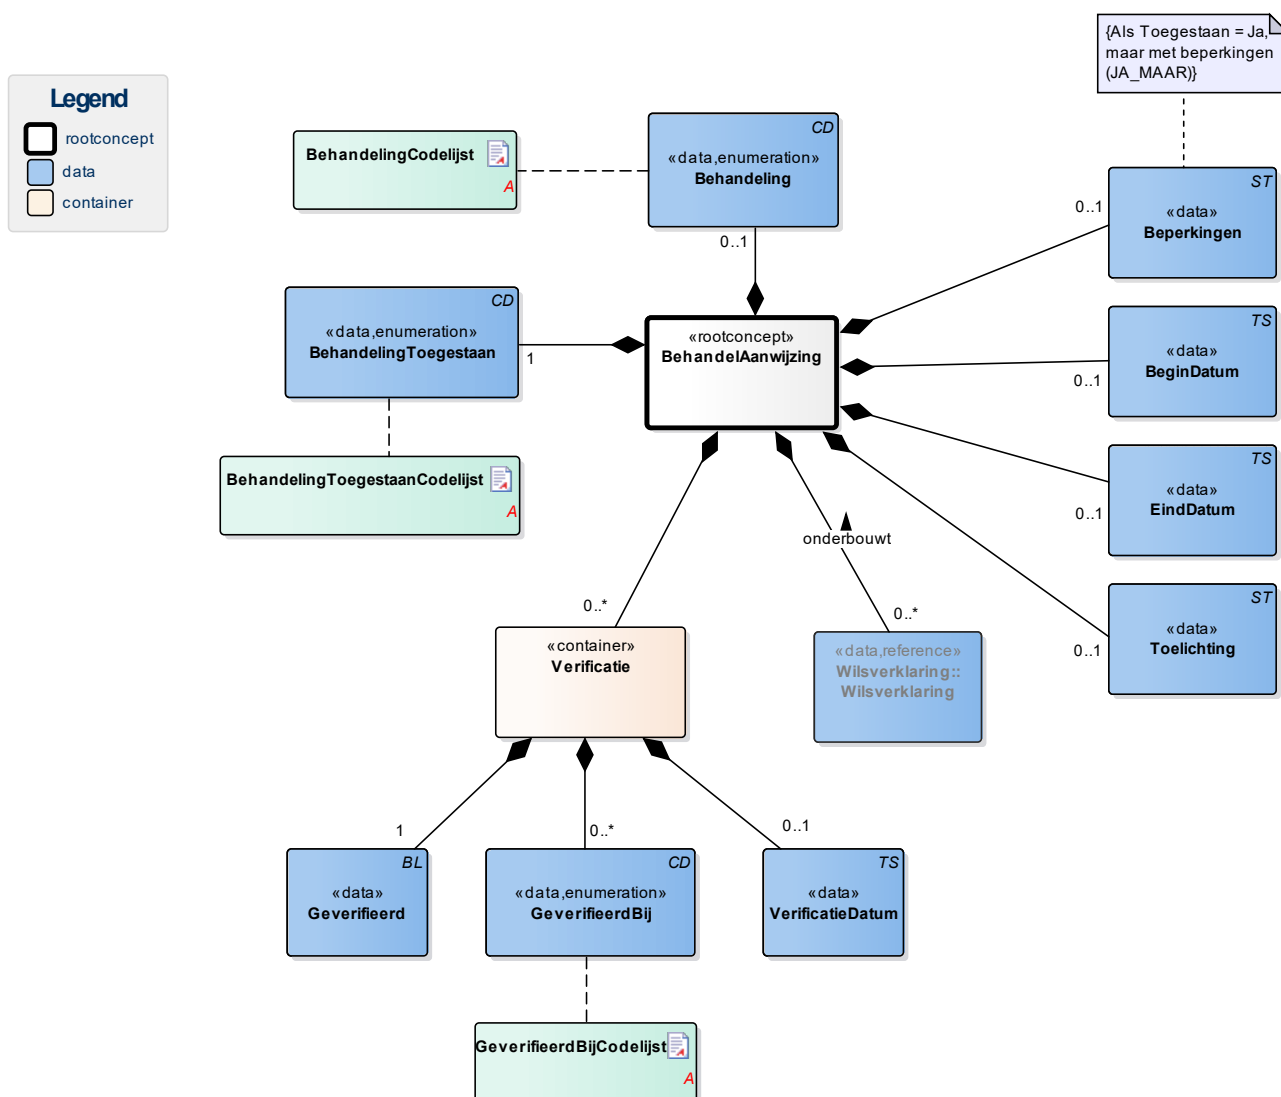 {Als Toegestaan = Ja,
maar met beperkingen
(JA_MAAR)}
Legend
rootconcept
data
container
BehandelingCodelijst
A
CD
«data,enumeration»
Behandeling
0..1
ST
«data»
Beperkingen
0..1
CD
«data,enumeration»
BehandelingToegestaan
1
«rootconcept»
BehandelAanwijzing
TS
«data»
BeginDatum
0..1
BehandelingToegestaanCodelijst
A
TS
«data»
EindDatum
0..1
onderbouwt
ST
«data»
Toelichting
0..1
0..*
0..*
«container»
Verificatie
«data,reference»
Wilsverklaring::
Wilsverklaring
1
0..*
0..1
BL
«data»
Geverifieerd
CD
«data,enumeration»
GeverifieerdBij
TS
«data»
VerificatieDatum
GeverifieerdBijCodelijst
A